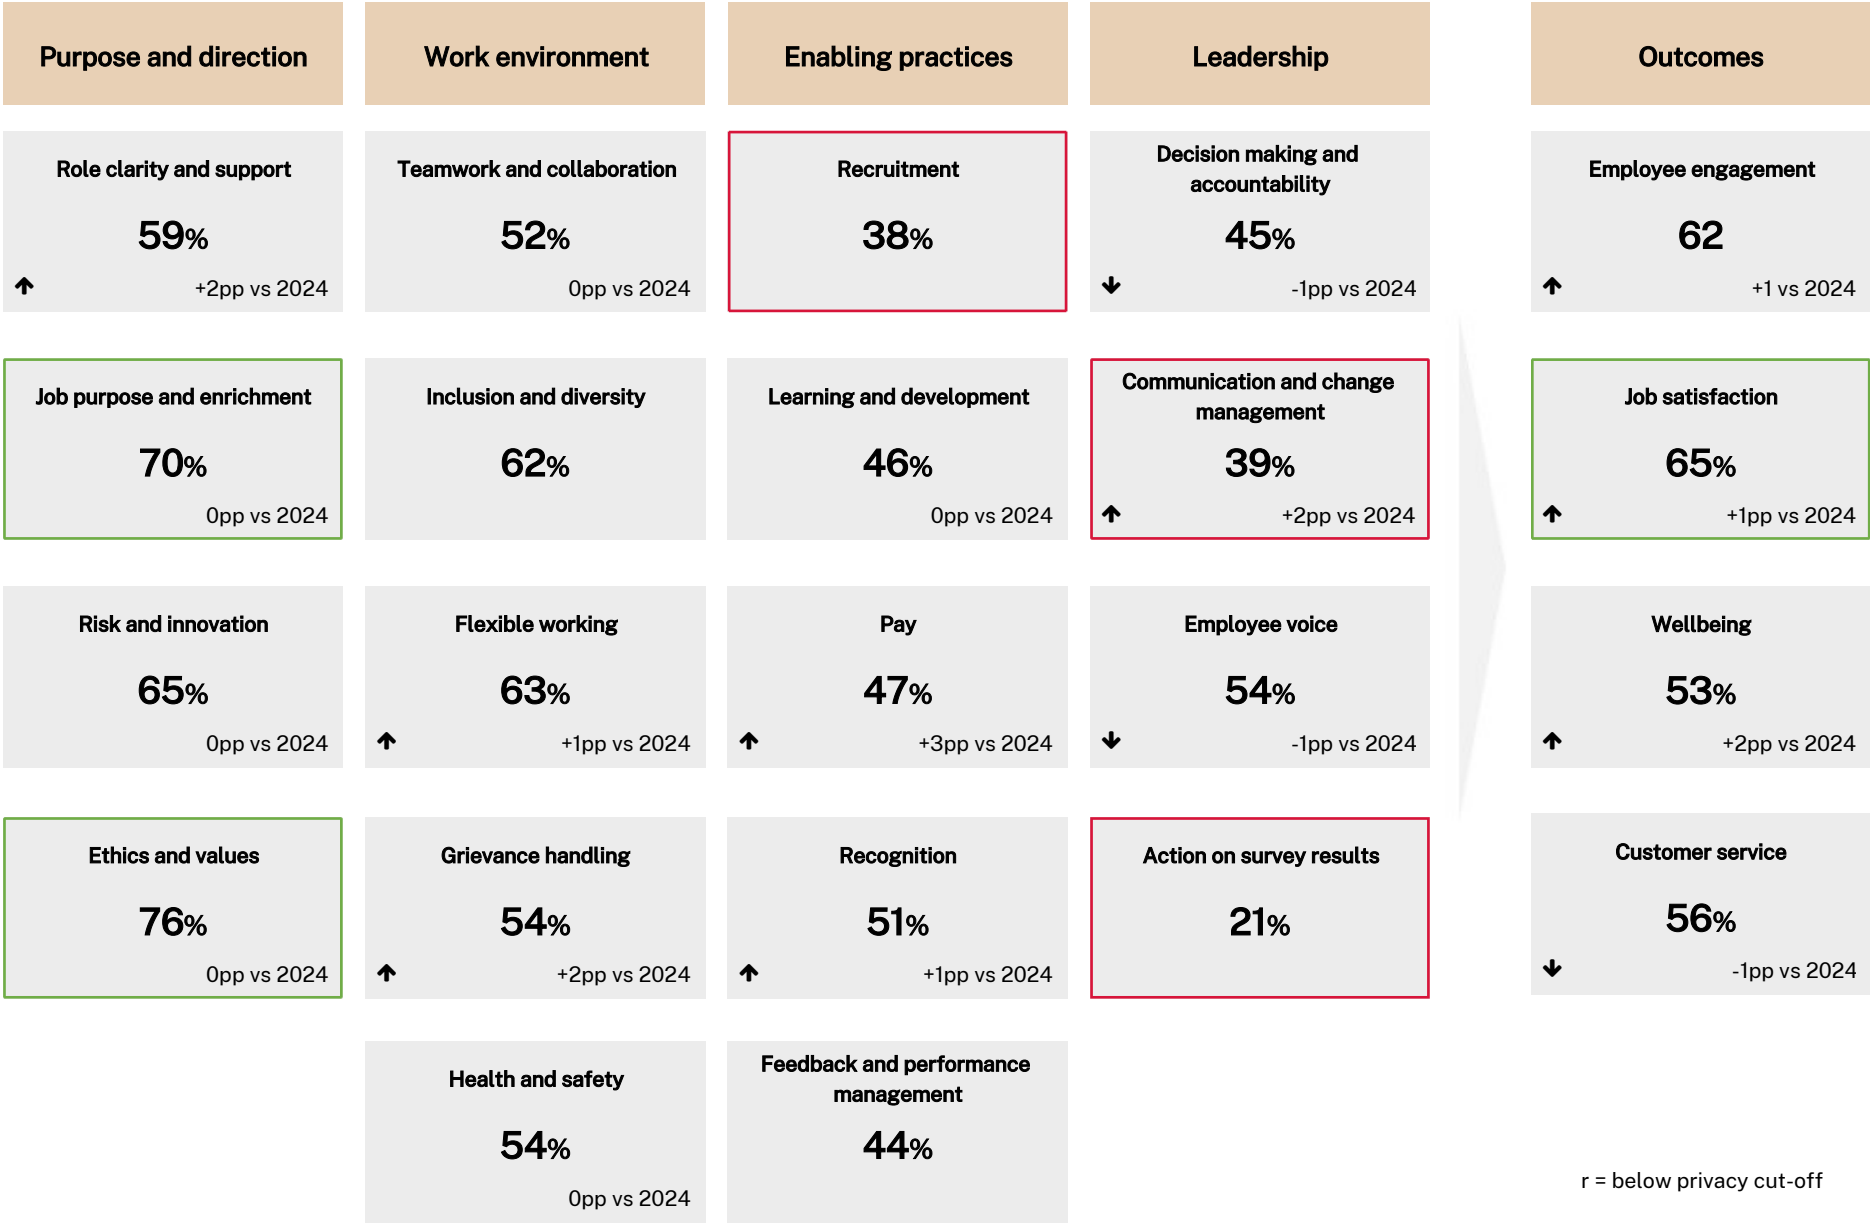 Purpose and direction
Work environment
Enabling practices
Leadership
Outcomes
Role clarity and support
59%
+2pp vs 2024
Teamwork and collaboration
52%
0pp vs 2024
Recruitment
38%
Decision making and
accountability
45%
-1pp vs 2024
Employee engagement
62
+1 vs 2024
Job purpose and enrichment
70%
0pp vs 2024
Inclusion and diversity
62%
Learning and development
46%
0pp vs 2024
Communication and change
management
39%
+2pp vs 2024
Job satisfaction
65%
+1pp vs 2024
Risk and innovation
65%
0pp vs 2024
Flexible working
63%
+1pp vs 2024
Pay
47%
+3pp vs 2024
Employee voice
54%
-1pp vs 2024
Wellbeing
53%
+2pp vs 2024
Ethics and values
76%
0pp vs 2024
Grievance handling
54%
+2pp vs 2024
Recognition
51%
+1pp vs 2024
Action on survey results
21%
Customer service
56%
-1pp vs 2024
Health and safety
54%
0pp vs 2024
Feedback and performance
management
44%
r = below privacy cut-off